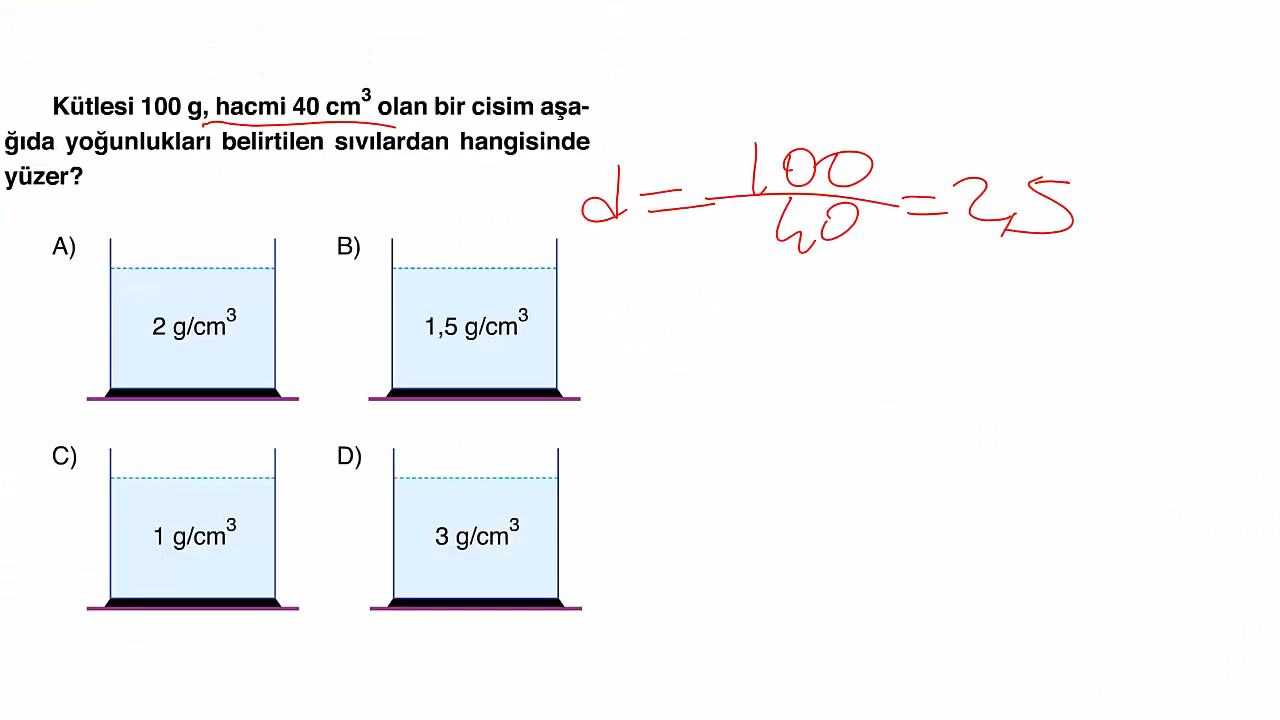 Kütlesi 100 g, hacmi 40 cm³ olan bir cisim aşa-
ğıda yoğunlukları belirtilen sıvılardan hangisinde
yüzer?
d = 100/40 = 2,5
A) 2 g/cm³
B) 1,5 g/cm³
C) 1 g/cm³
D) 3 g/cm³